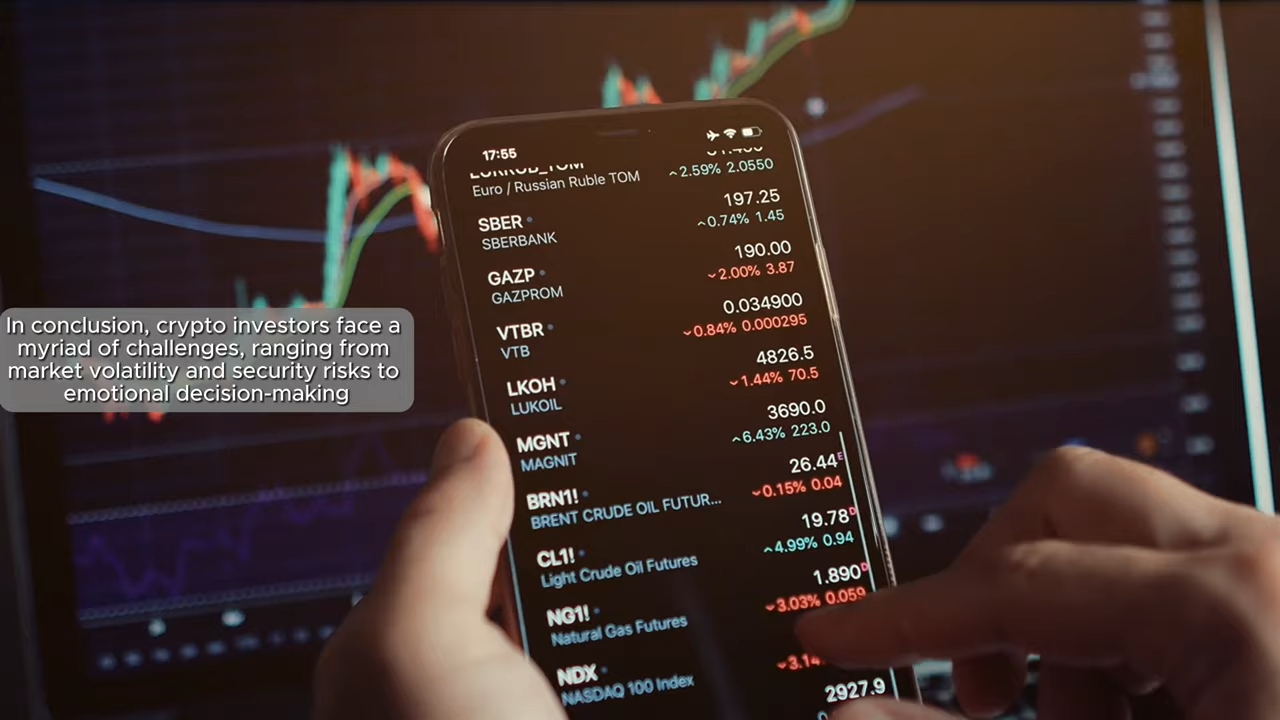 17:55
Euro / Russian Ruble TOM
2.59% 2.0550
SBER
197.25
SBERBANK
0.74% 1.45
GAZP
190.00
GAZPROM
2.00% 3.87
VTBR
0.034900
VTB
0.84% 0.000295
LKOH
4826.5
LUKOIL
1.44% 70.5
MGNT
3690.0
MAGNIT
6.43% 223.0
BRN1!
26.44E
BRENT CRUDE OIL FUTUR...
0.15% 0.04
CL1!
19.78D
Light Crude Oil Futures
4.99% 0.94
NG1!
1.890D
Natural Gas Futures
3.03% 0.059
NDX
NASDAQ 100 Index
2927.9
In conclusion, crypto investors face a
myriad of challenges, ranging from
market volatility and security risks to
emotional decision-making